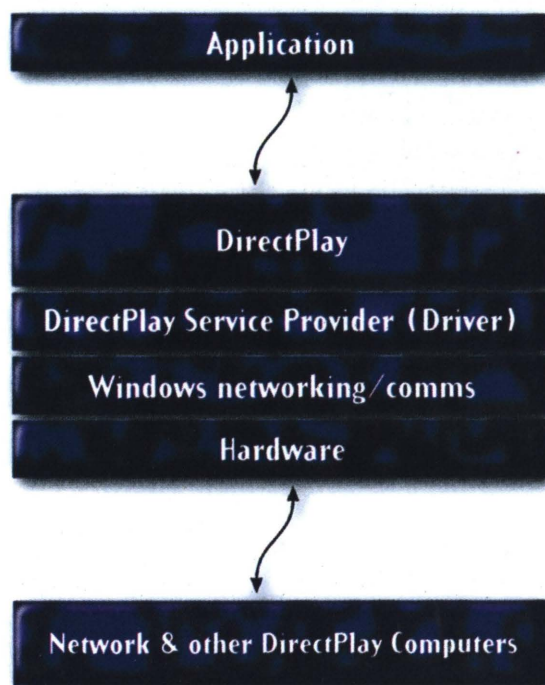 Application
DirectPlay
DirectPlay Service Provider (Driver)
Windows networking/comms
Hardware
Network & other DirectPlay Computers